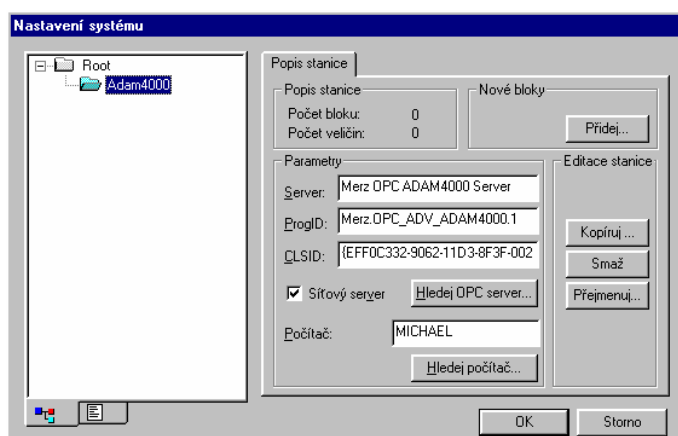 Nastavení systému
Root
Adam4000
Popis stanice
Popis stanice
Počet bloku: 0
Počet veličin: 0
Nové bloky
Přidej...
Parametry
Server: Merz OPC ADAM4000 Server
ProgID: Merz.OPC_ADV_ADAM4000.1
CLSID: {EFF0C332-9062-11D3-8F3F-002
Síťový server
Hledej OPC server...
Počítač: MICHAEL
Hledej počítač...
Editace stanice
Kopíruj ...
Smaž
Přejmenuj...
OK
Storno